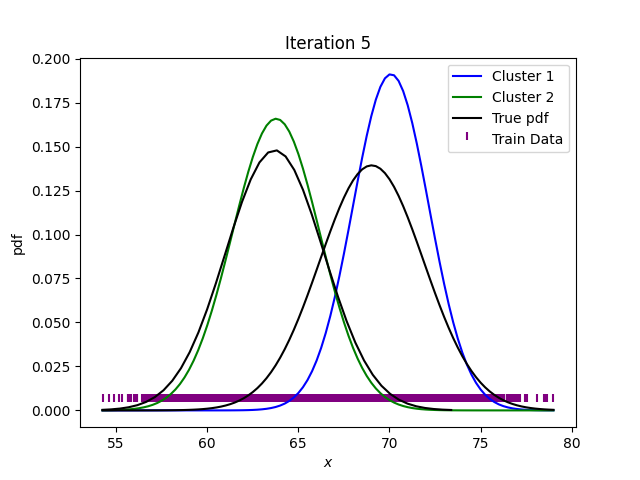 Iteration 5
0.200
0.175
0.150
0.125
0.100
0.075
0.050
0.025
0.000
pdf
Cluster 1
Cluster 2
True pdf
Train Data
55
60
65
70
75
80
x